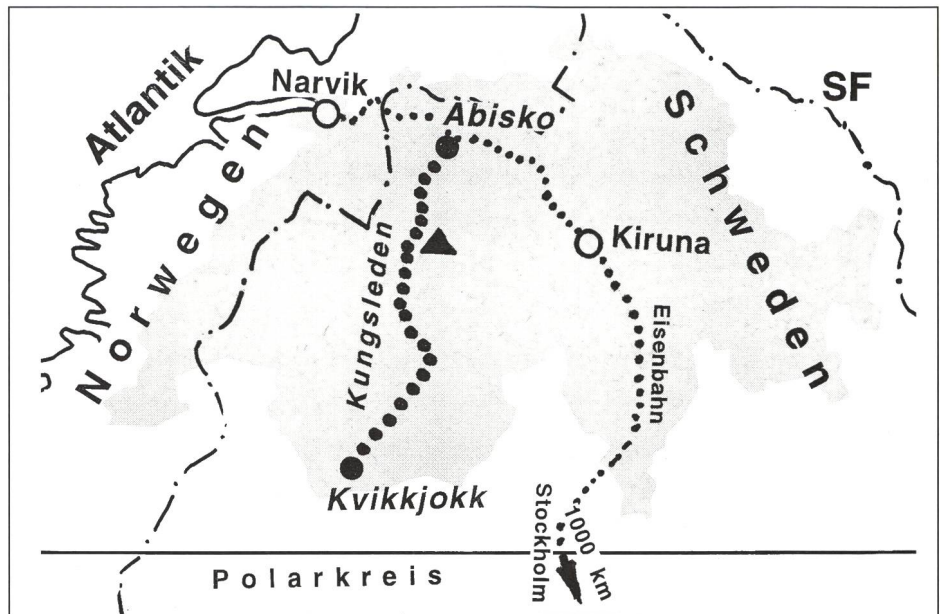 Atlantik
Narvik
Norwegen
Abisko
SF
Schweden
Kiruna
Kungsleden
Eisenbahn
Kvikkjokk
Stockholm
1000 km
Polarkreis